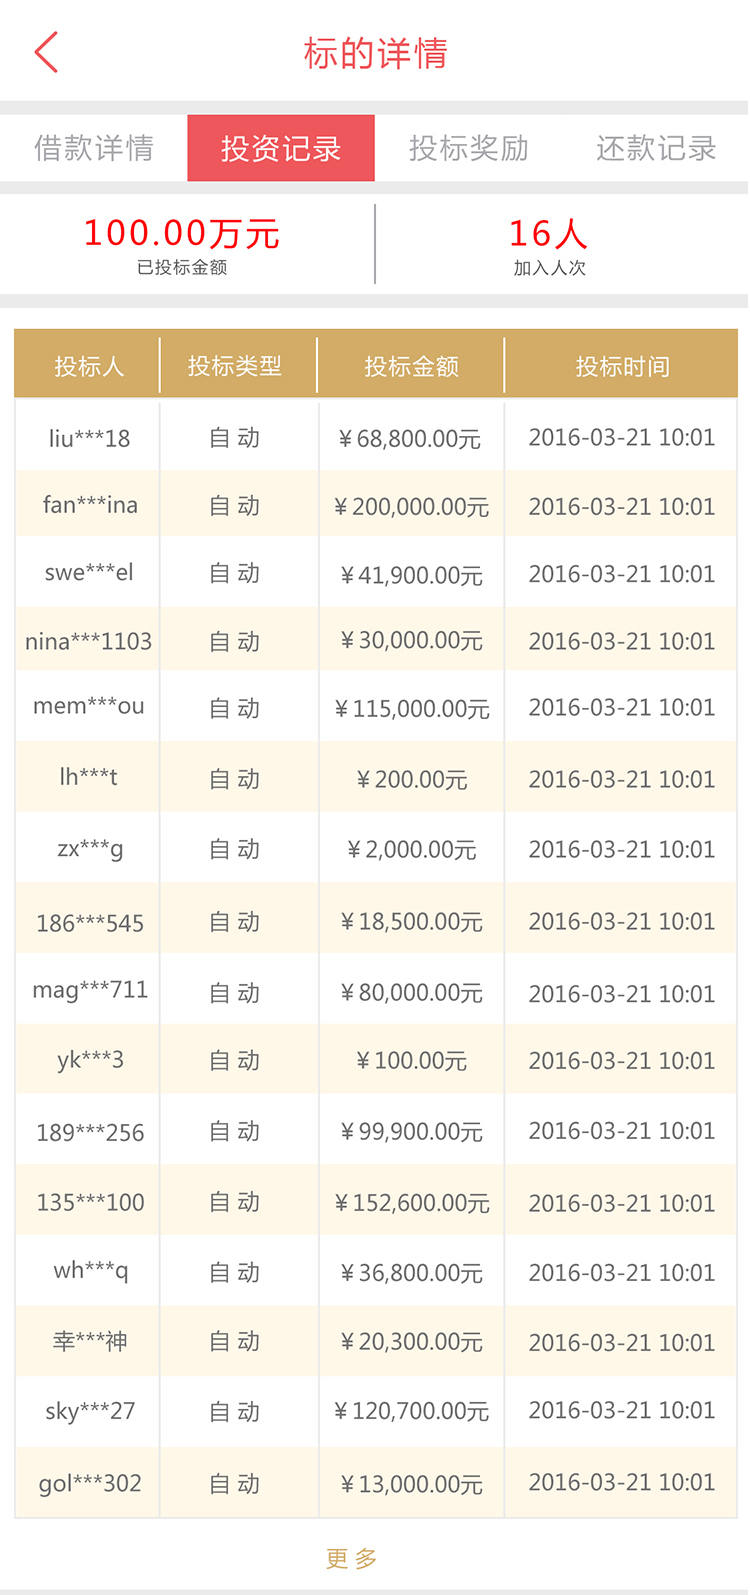 标的详情
借款详情 投资记录 投标奖励 还款记录
100.00万元 16人
已投标金额 加入人次
投标人 投标类型 投标金额 投标时间
liu***18 自动 ¥68,800.00元 2016-03-21 10:01
fan***ina 自动 ¥200,000.00元 2016-03-21 10:01
swe***el 自动 ¥41,900.00元 2016-03-21 10:01
nina***1103 自动 ¥30,000.00元 2016-03-21 10:01
mem***ou 自动 ¥115,000.00元 2016-03-21 10:01
lh***t 自动 ¥200.00元 2016-03-21 10:01
zx***g 自动 ¥2,000.00元 2016-03-21 10:01
186***545 自动 ¥18,500.00元 2016-03-21 10:01
mag***711 自动 ¥80,000.00元 2016-03-21 10:01
yk***3 自动 ¥100.00元 2016-03-21 10:01
189***256 自动 ¥99,900.00元 2016-03-21 10:01
135***100 自动 ¥152,600.00元 2016-03-21 10:01
wh***q 自动 ¥36,800.00元 2016-03-21 10:01
幸***神 自动 ¥20,300.00元 2016-03-21 10:01
sky***27 自动 ¥120,700.00元 2016-03-21 10:01
gol***302 自动 ¥13,000.00元 2016-03-21 10:01
更多